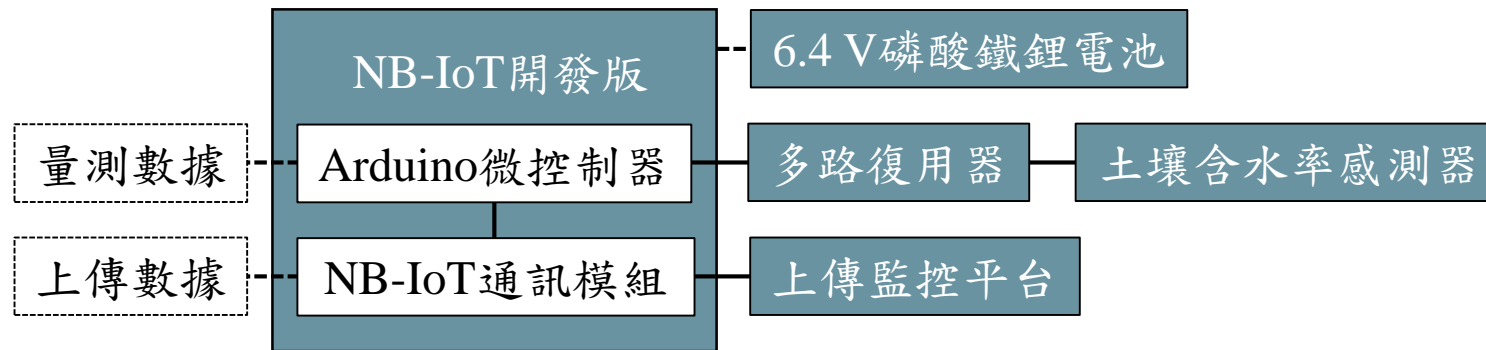 NB-IoT開發版
6.4 V磷酸鐵鋰電池
量測數據
Arduino微控制器
多路復用器
土壤含水率感測器
上傳數據
NB-IoT通訊模組
上傳監控平台